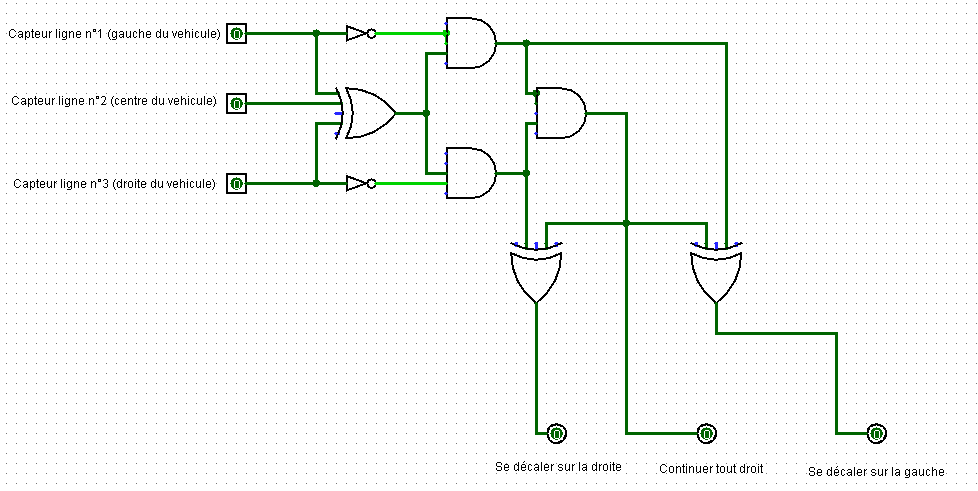 Capteur ligne n°1 (gauche du vehicule)
Capteur ligne n°2 (centre du vehicule)
Capteur ligne n°3 (droite du vehicule)
Se décaler sur la droite
Continuer tout droit
Se décaler sur la gauche